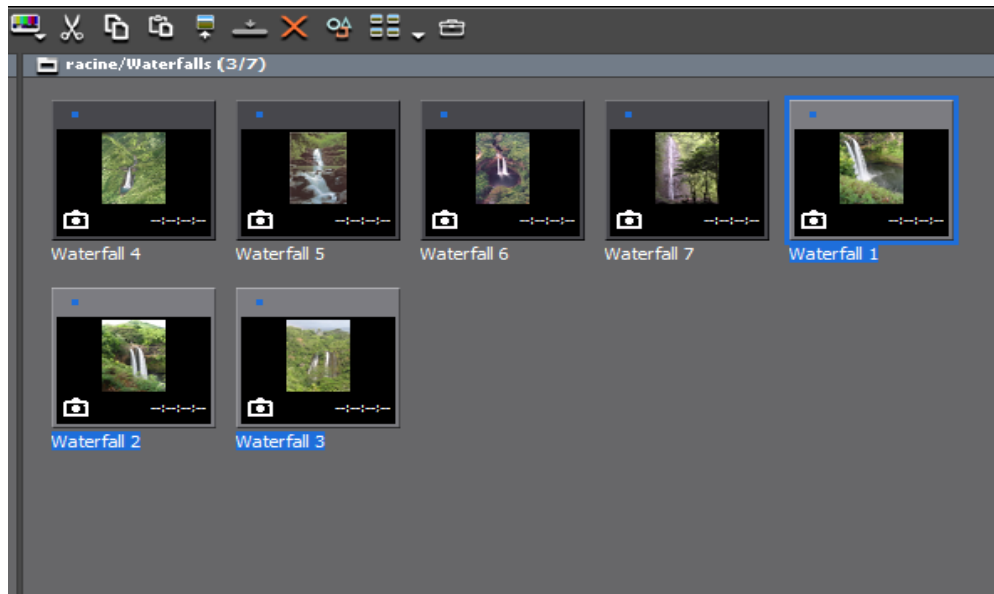 racine/Waterfalls (3/7)
--:--:--:-- --:--:--:-- --:--:--:-- --:--:--:-- --:--:--:--
Waterfall 4 Waterfall 5 Waterfall 6 Waterfall 7 Waterfall 1
--:--:--:-- --:--:--:--
Waterfall 2 Waterfall 3